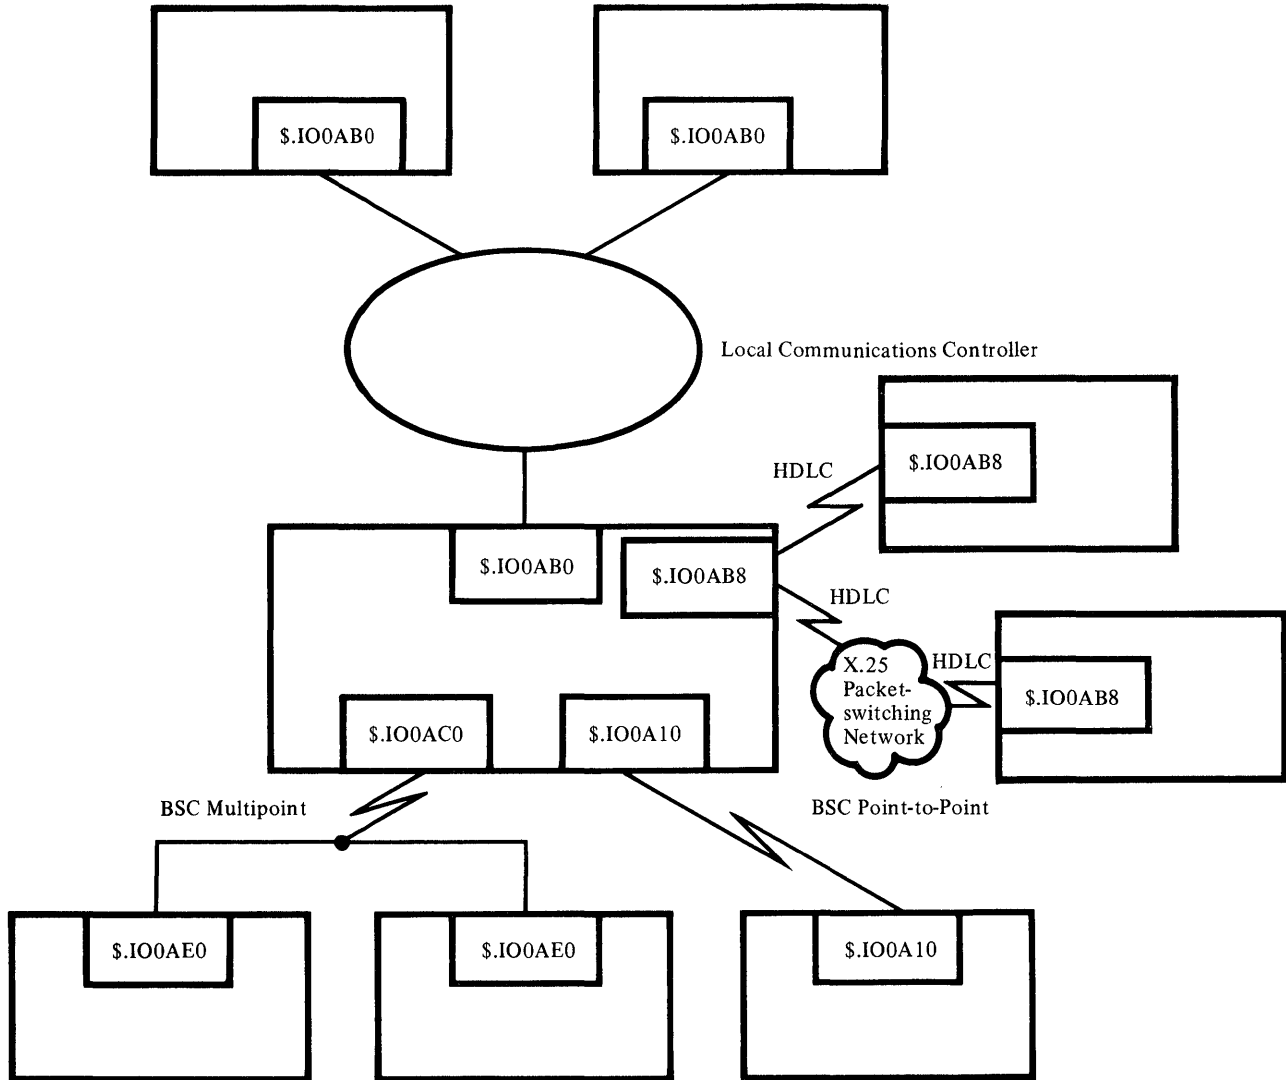 $.IO0AB0
$.IO0AB0
Local Communications Controller
HDLC
$.IO0AB8
$.IO0AB0
$.IO0AB8
HDLC
X.25
Packet-
switching
Network
HDLC
$.IO0AB8
$.IO0AC0
$.IO0A10
BSC Multipoint
BSC Point-to-Point
$.IO0AE0
$.IO0AE0
$.IO0A10